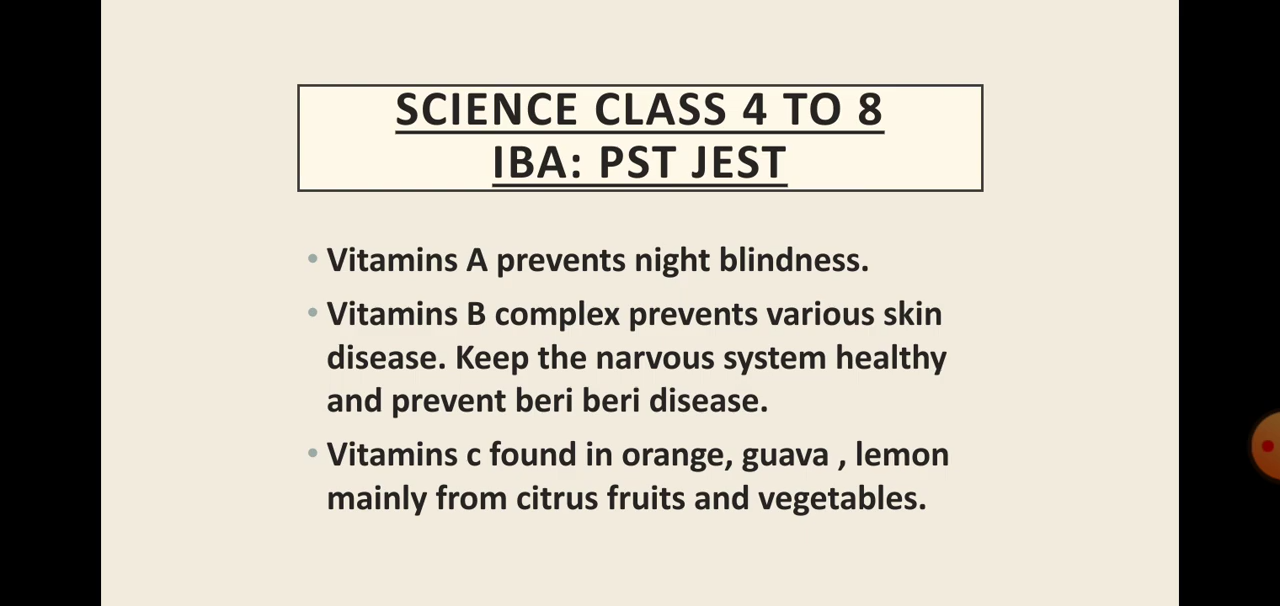 SCIENCE CLASS 4 TO 8
IBA: PST JEST
• Vitamins A prevents night blindness.
• Vitamins B complex prevents various skin
disease. Keep the narvous system healthy
and prevent beri beri disease.
• Vitamins c found in orange, guava , lemon
mainly from citrus fruits and vegetables.